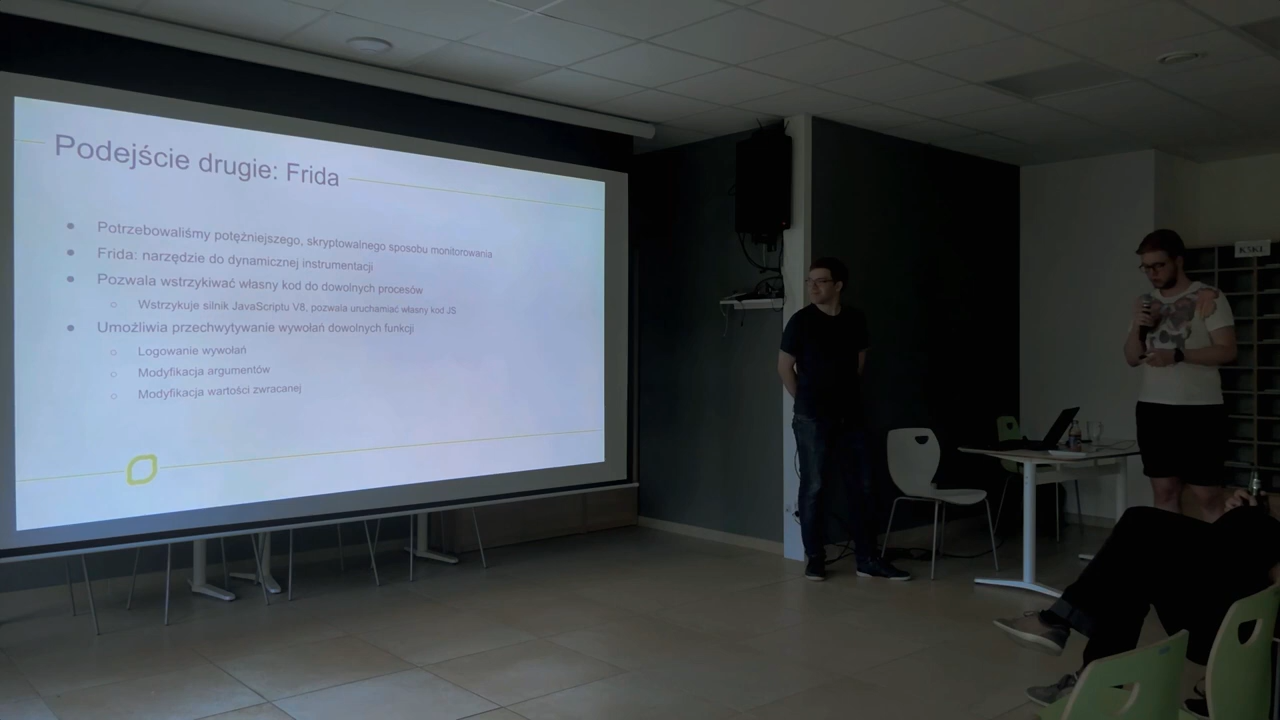 Podejście drugie: Frida
Potrzebowaliśmy potężniejszego, skryptowalnego sposobu monitorowania
Frida: narzędzie do dynamicznej instrumentacji
Pozwala wstrzykiwać własny kod do dowolnych procesów
Wstrzykuje silnik JavaScriptu V8, pozwala uruchamiać własny kod JS
Umożliwia przechwytywanie wywołań dowolnych funkcji
Logowanie wywołań
Modyfikacja argumentów
Modyfikacja wartości zwracanej